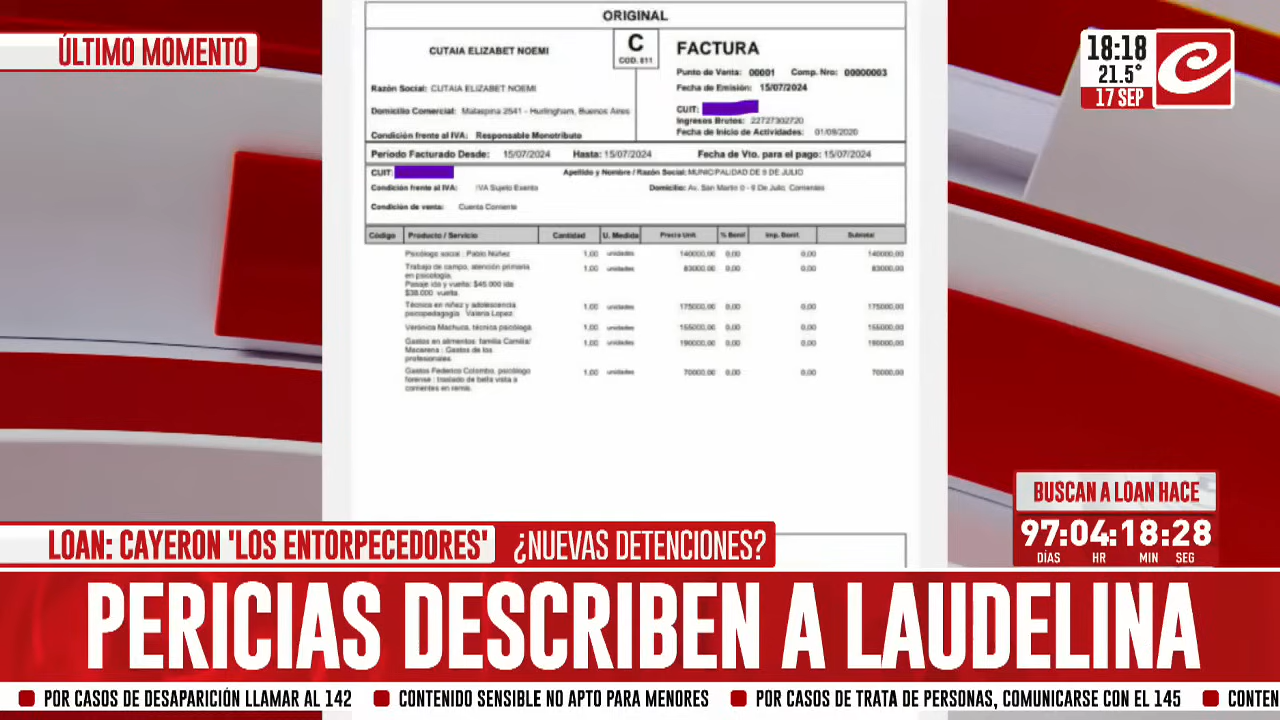 ORIGINAL
ÚLTIMO MOMENTO
CUTAIA ELIZABET NOEMI
C
COD. 011
FACTURA
Punto de Venta: 00001 Comp. Nro: 00000003
Razón Social: CUTAIA ELIZABET NOEMI
Fecha de Emisión: 15/07/2024
Domicilio Comercial: Malaspina 2541 - Hurlingham, Buenos Aires
CUIT:
Ingresos Brutos: 22727302720
Condición frente al IVA: Responsable Monotributo
Fecha de Inicio de Actividades: 01/09/2020
Período Facturado Desde: 15/07/2024 Hasta: 15/07/2024 Fecha de Vto. para el pago: 15/07/2024
CUIT: Apellido y Nombre / Razón Social: MUNICIPALIDAD DE 9 DE JULIO
Condición frente al IVA: IVA Sujeto Exento Domicilio: Av. San Martin 0 - 9 De Julio, Corrientes
Condición de venta: Cuenta Corriente
Código Producto / Servicio Cantidad U. Medida Precio Unit. % Bonif Imp. Bonif. Subtotal
Psicólogo social : Pablo Núñez 1,00 unidades 140000,00 0,00 0,00 140000,00
Trabajo de campo, atención primaria 1,00 unidades 83000,00 0,00 0,00 83000,00
en psicología.
Pasaje ida y vuelta: $45.000 ida
$38.000 vuelta.
Técnica en niñez y adolescencia 1,00 unidades 175000,00 0,00 0,00 175000,00
psicopedagogía Valeria Lopez
Verónica Machuca, técnica psicóloga 1,00 unidades 155000,00 0,00 0,00 155000,00
Gastos en alimentos: familia Camila/ 1,00 unidades 190000,00 0,00 0,00 190000,00
Macarena : Gastos de los
profesionales.
Gastos Federico Colombo, psicólogo 1,00 unidades 70000,00 0,00 0,00 70000,00
forense : traslado de bella vista a
corrientes en remis.
18:18
21.5°
17 SEP
BUSCAN A LOAN HACE
97:04:18:28
DÍAS HR MIN SEG
LOAN: CAYERON 'LOS ENTORPECEDORES' ¿NUEVAS DETENCIONES?
PERICIAS DESCRIBEN A LAUDELINA
POR CASOS DE DESAPARICIÓN LLAMAR AL 142 CONTENIDO SENSIBLE NO APTO PARA MENORES POR CASOS DE TRATA DE PERSONAS, COMUNICARSE CON EL 145 CONTEN